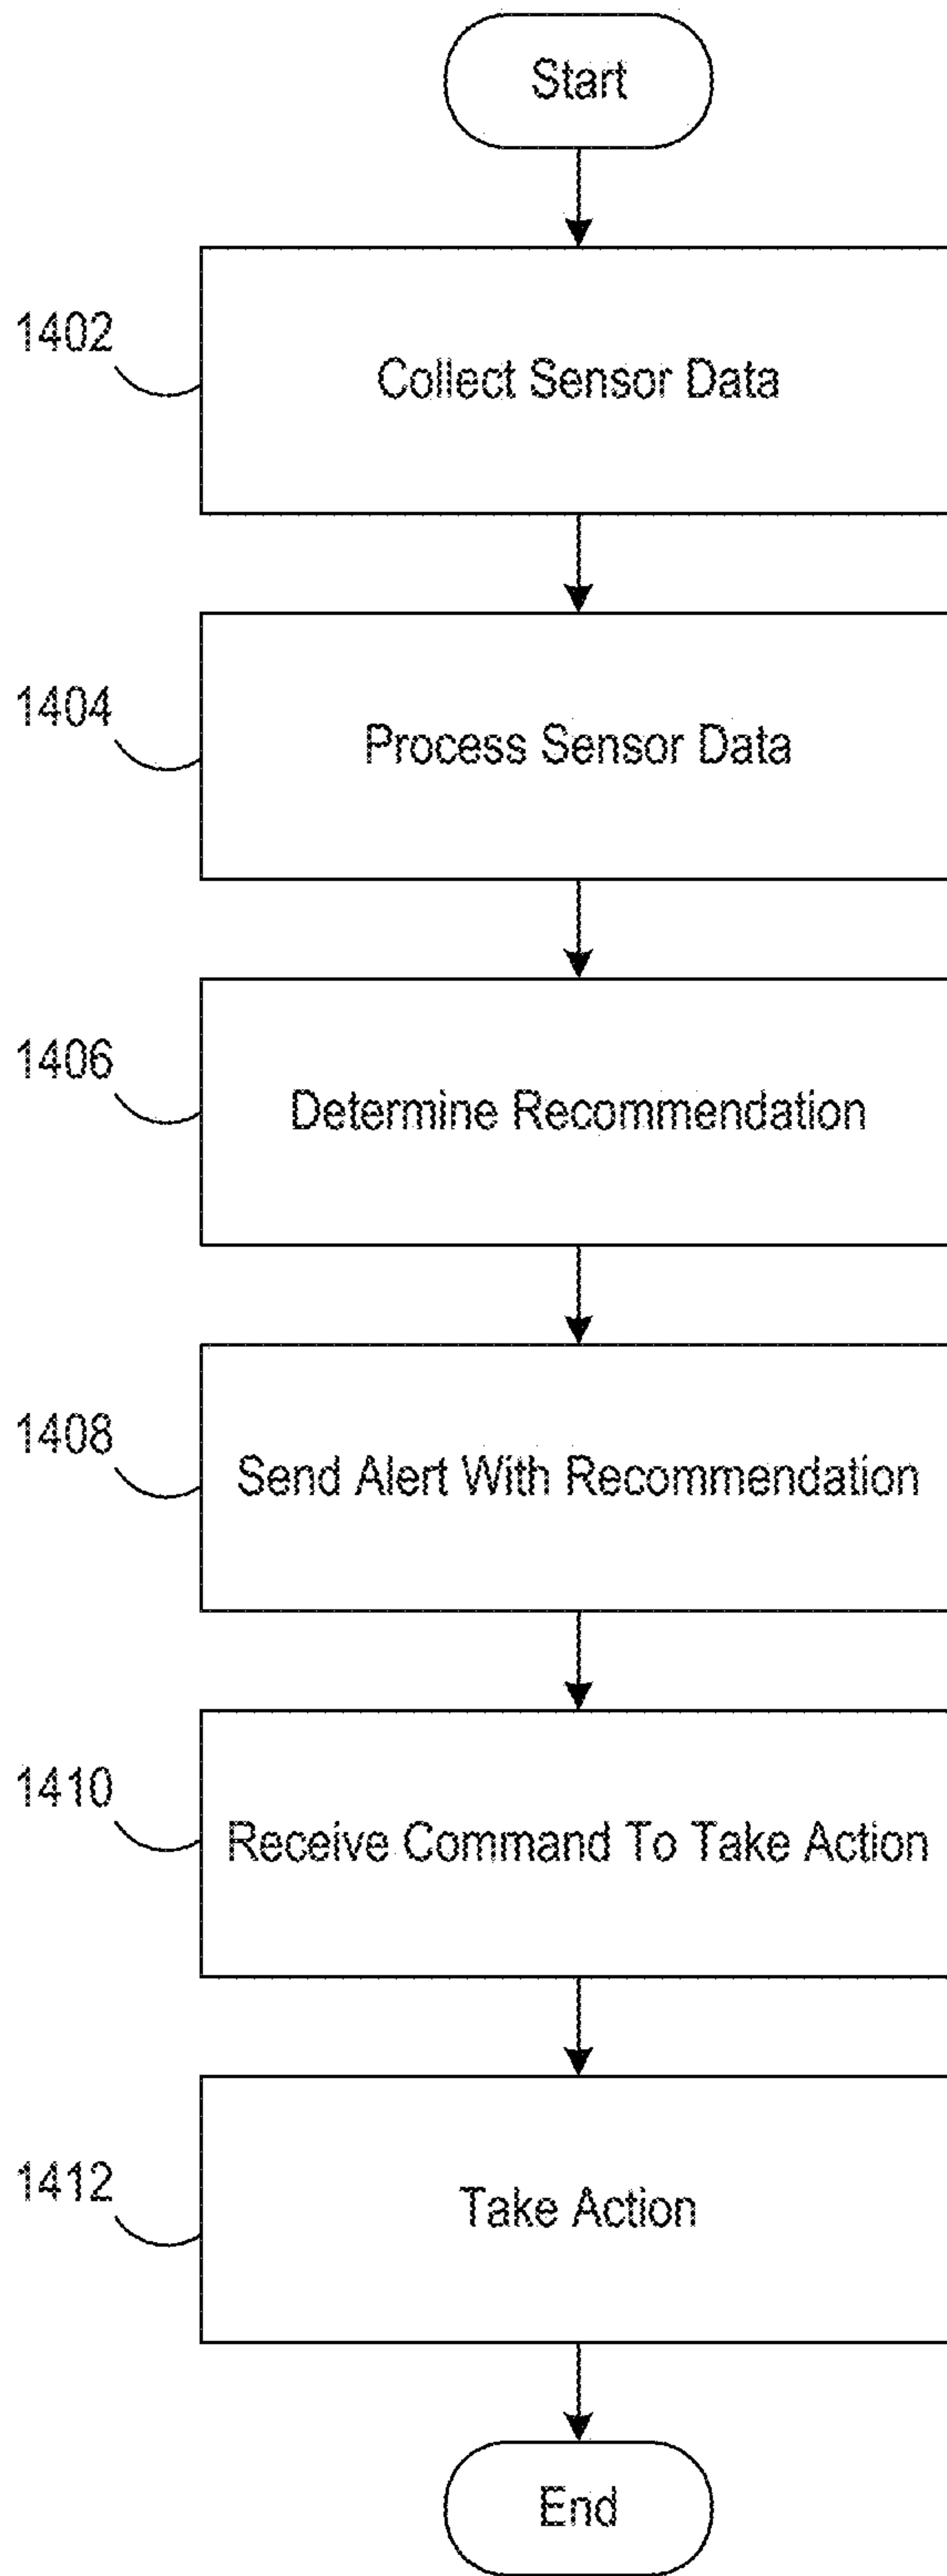 Start
1402
Collect Sensor Data
1404
Process Sensor Data
1406
Determine Recommendation
1408
Send Alert With Recommendation
1410
Receive Command To Take Action
1412
Take Action
End